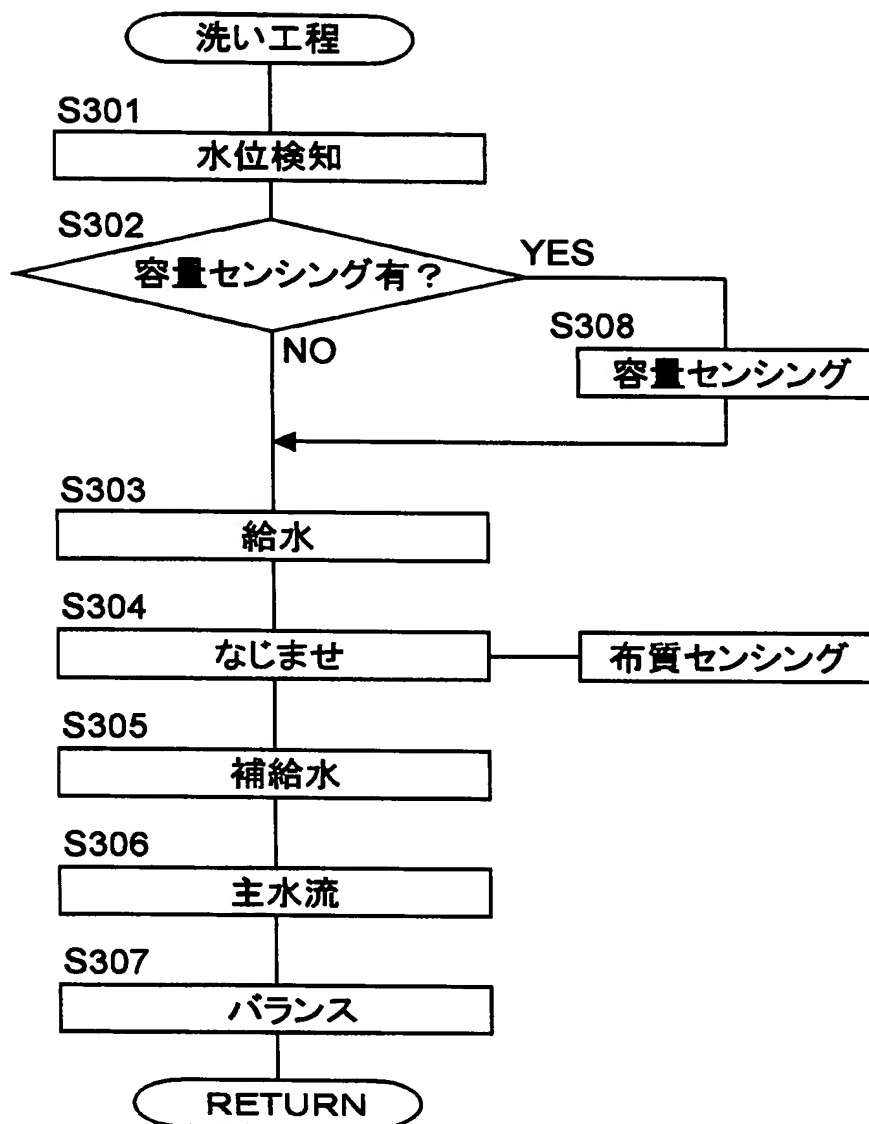 洗い工程
S301
水位検知
S302
容量センシング有？
YES
NO
S308
容量センシング
S303
給水
S304
なじませ
布質センシング
S305
補給水
S306
主水流
S307
バランス
RETURN